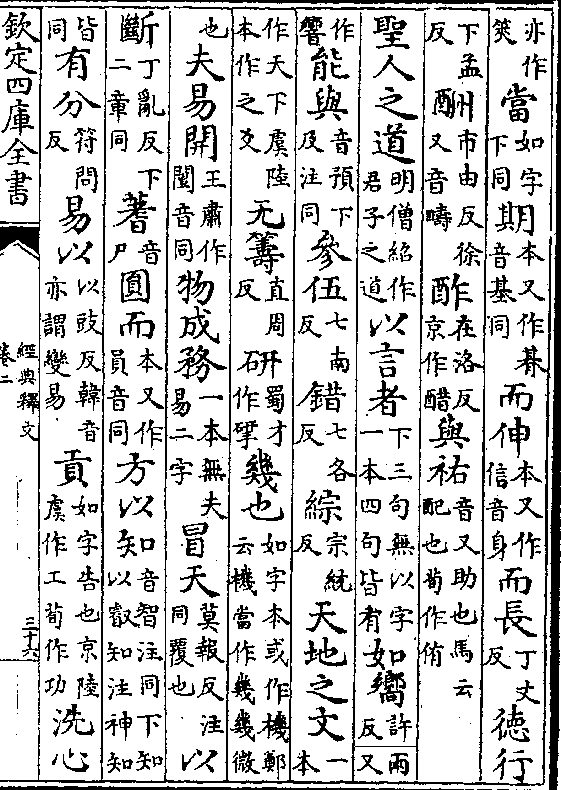 亦作筴當如字下同期本又作朞音基同而伸本又作信音身而長丁丈反德行
下孟反酬市由反徐又音疇酢在洛反京作醋與祐音又助也馬云配也荀作侑
聖人之道明僧紹作君子之道以言者下三句無以字一本四句皆有如嚮許兩反又
作響能與音預下及注同參伍七南反錯七各反綜宗統反天地之文一本
作天下虞陸本作之爻无籌直周反研蜀才作揅幾也如字本或作機鄭云機當作幾幾微
也夫易開王肅作闓音同物成務一本無夫易二字冒天莫報反注同覆也以
斷丁亂反下二章同蓍音尸圓而本又作員音同方以知音智注同下知以叡知注神知
皆同有分符問反易以以豉反韓音亦謂變易貢如字告也京陸虞作工荀作功洗心
欽定四庫全書
經典釋文
卷二
三十六